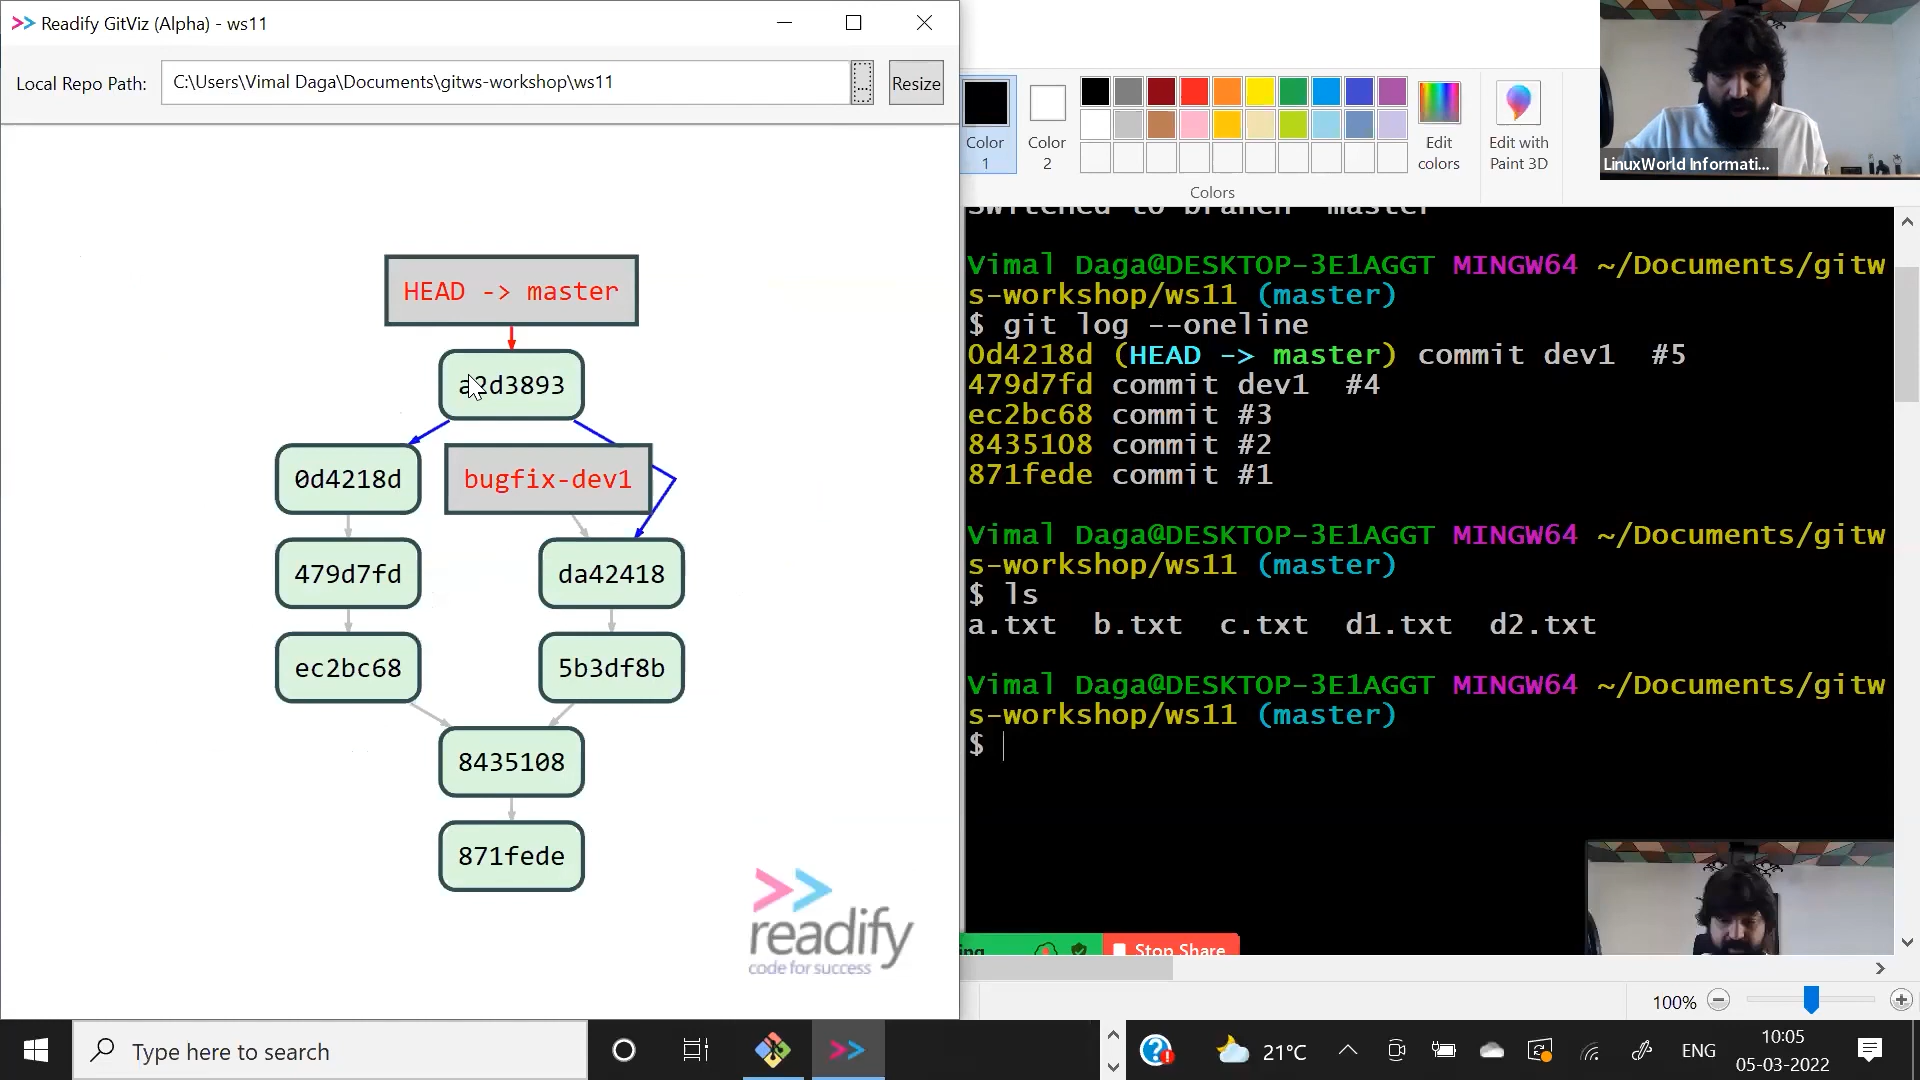 Readify GitViz (Alpha) - ws11
Local Repo Path:
C:\Users\Vimal Daga\Documents\gitws-workshop\ws11
...
Resize
HEAD -> master
a2d3893
0d4218d
bugfix-dev1
479d7fd
da42418
ec2bc68
5b3df8b
8435108
871fede
readify
code for success
Color
1
Color
2
Edit
colors
Edit with
Paint 3D
Colors
LinuxWorld Informati...
Switched to branch 'master'
Vimal Daga@DESKTOP-3E1AGGT MINGW64 ~/Documents/gitw
s-workshop/ws11 (master)
$ git log --oneline
0d4218d (HEAD -> master) commit dev1  #5
479d7fd commit dev1  #4
ec2bc68 commit #3
8435108 commit #2
871fede commit #1
Vimal Daga@DESKTOP-3E1AGGT MINGW64 ~/Documents/gitw
s-workshop/ws11 (master)
$ ls
a.txt  b.txt  c.txt  d1.txt  d2.txt
Vimal Daga@DESKTOP-3E1AGGT MINGW64 ~/Documents/gitw
s-workshop/ws11 (master)
$
Stop Share
100%
Type here to search
21°C
ENG
10:05
05-03-2022